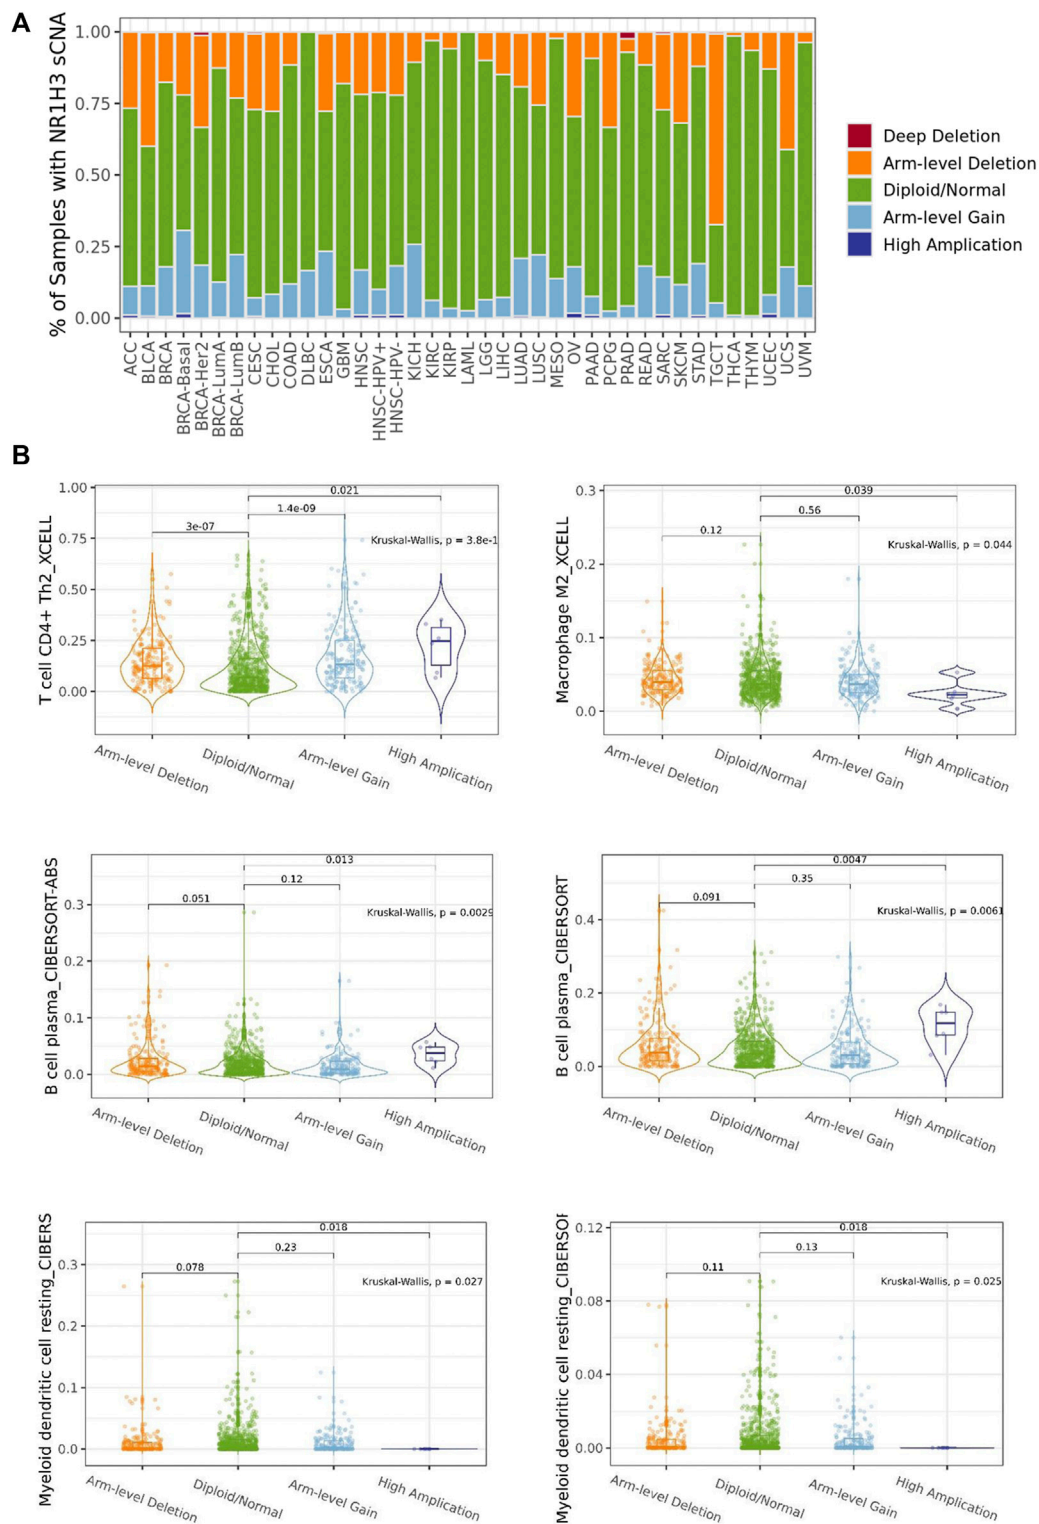 A
% of Samples with NR1H3 sCNA
1.00
0.75
0.50
0.25
0.00
ACC
BLCA
BRCA
BRCA-Basal
BRCA-Her2
BRCA-LumA
BRCA-LumB
CESC
CHOL
COAD
DLBC
ESCA
GBM
HNSC
HNSC-HPV+
HNSC-HPV-
KICH
KIRC
KIRP
LAML
LGG
LIHC
LUAD
LUSC
MESO
OV
PAAD
PCPG
PRAD
READ
SARC
SKCM
STAD
TGCT
THCA
THYM
UCEC
UCS
UVM
Deep Deletion
Arm-level Deletion
Diploid/Normal
Arm-level Gain
High Amplication
B
T cell CD4+ Th2_XCELL
1.00
0.75
0.50
0.25
0.00
0.021
1.4e-09
3e-07
Kruskal-Wallis, p = 3.8e-1
Arm-level Deletion
Diploid/Normal
Arm-level Gain
High Amplication
Macrophage M2_XCELL
0.3
0.2
0.1
0.0
0.039
0.56
0.12
Kruskal-Wallis, p = 0.044
Arm-level Deletion
Diploid/Normal
Arm-level Gain
High Amplication
B cell plasma_CIBERSORT-ABS
0.3
0.2
0.1
0.0
0.013
0.12
0.051
Kruskal-Wallis, p = 0.0029
Arm-level Deletion
Diploid/Normal
Arm-level Gain
High Amplication
B cell plasma_CIBERSORT
0.4
0.2
0.0
0.0047
0.35
0.091
Kruskal-Wallis, p = 0.0061
Arm-level Deletion
Diploid/Normal
Arm-level Gain
High Amplication
Myeloid dendritic cell resting_CIBERS
0.3
0.2
0.1
0.0
0.018
0.23
0.078
Kruskal-Wallis, p = 0.027
Arm-level Deletion
Diploid/Normal
Arm-level Gain
High Amplication
Myeloid dendritic cell resting_CIBERSOF
0.12
0.08
0.04
0.00
0.018
0.13
0.11
Kruskal-Wallis, p = 0.025
Arm-level Deletion
Diploid/Normal
Arm-level Gain
High Amplication